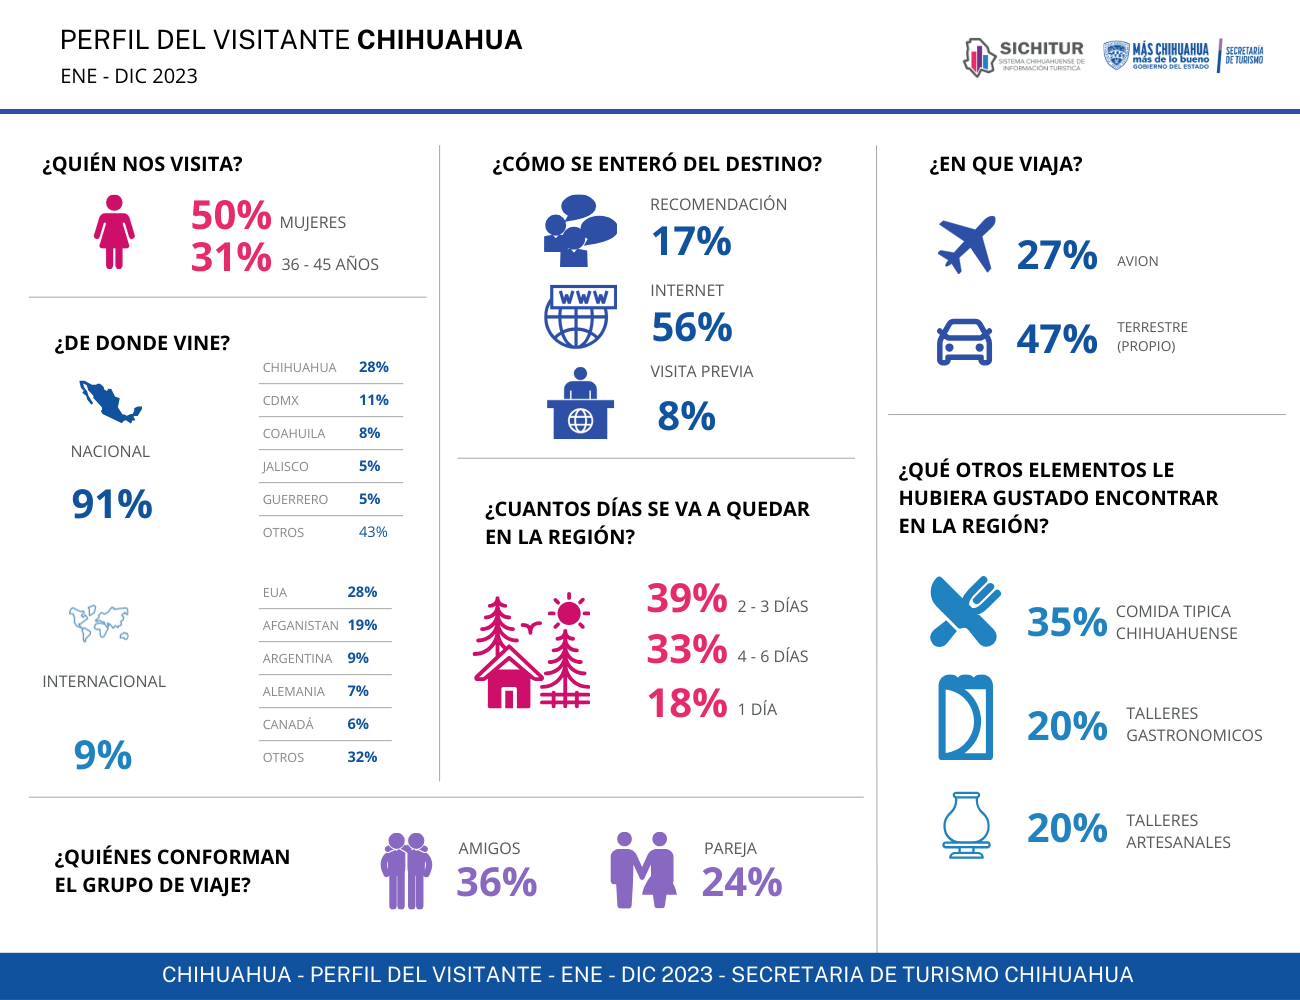 PERFIL DEL VISITANTE CHIHUAHUA
ENE - DIC 2023
SICHITUR
SISTEMA CHIHUAHUENSE DE
INFORMACIÓN TURÍSTICA
MÁS CHIHUAHUA
más de lo bueno
GOBIERNO DEL ESTADO
SECRETARÍA
DE TURISMO
¿QUIÉN NOS VISITA?
50% MUJERES
31% 36 - 45 AÑOS
¿DE DONDE VINE?
NACIONAL
91%
CHIHUAHUA 28%
CDMX 11%
COAHUILA 8%
JALISCO 5%
GUERRERO 5%
OTROS 43%
INTERNACIONAL
9%
EUA 28%
AFGANISTAN 19%
ARGENTINA 9%
ALEMANIA 7%
CANADÁ 6%
OTROS 32%
¿CÓMO SE ENTERÓ DEL DESTINO?
RECOMENDACIÓN
17%
WWW
INTERNET
56%
VISITA PREVIA
8%
¿CUANTOS DÍAS SE VA A QUEDAR
EN LA REGIÓN?
39% 2 - 3 DÍAS
33% 4 - 6 DÍAS
18% 1 DÍA
¿EN QUE VIAJA?
27% AVION
47% TERRESTRE
(PROPIO)
¿QUÉ OTROS ELEMENTOS LE
HUBIERA GUSTADO ENCONTRAR
EN LA REGIÓN?
35% COMIDA TIPICA
CHIHUAHUENSE
20% TALLERES
GASTRONOMICOS
20% TALLERES
ARTESANALES
¿QUIÉNES CONFORMAN
EL GRUPO DE VIAJE?
AMIGOS
36%
PAREJA
24%
CHIHUAHUA - PERFIL DEL VISITANTE - ENE - DIC 2023 - SECRETARIA DE TURISMO CHIHUAHUA